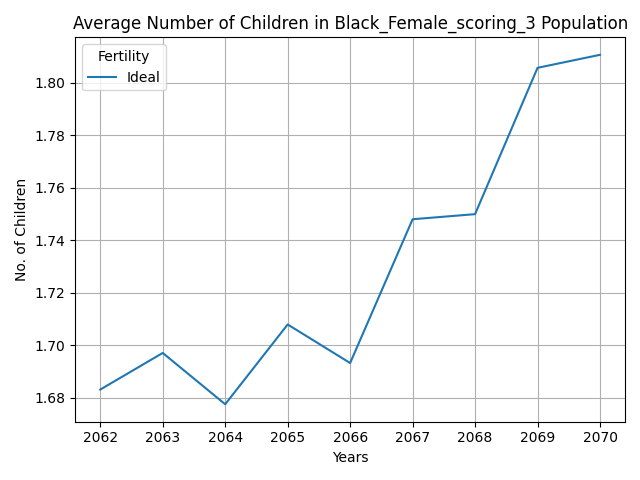 Average Number of Children in Black_Female_scoring_3 Population
Fertility
Ideal
No. of Children
1.80
1.78
1.76
1.74
1.72
1.70
1.68
2062 2063 2064 2065 2066 2067 2068 2069 2070
Years